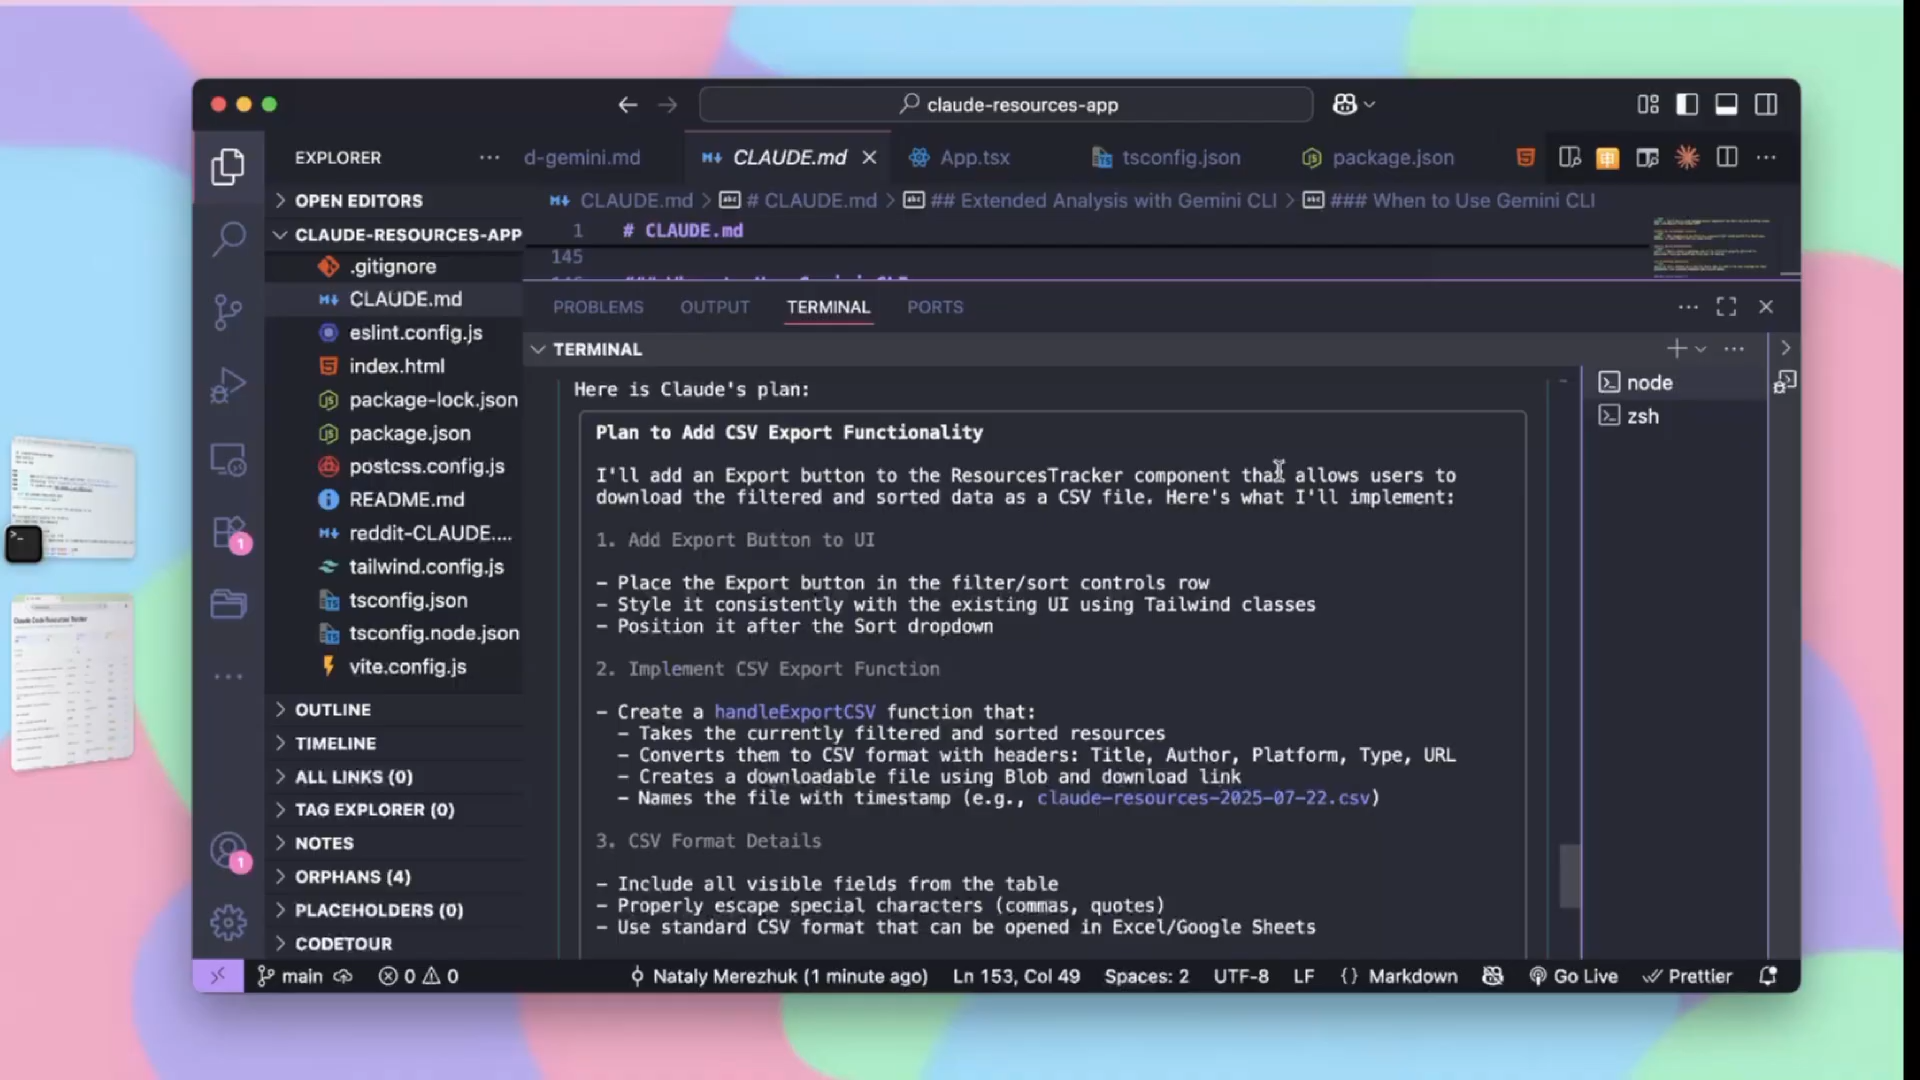 claude-resources-app
EXPLORER
d-gemini.md
CLAUDE.md
App.tsx
tsconfig.json
package.json
OPEN EDITORS
CLAUDE.md > # CLAUDE.md > ## Extended Analysis with Gemini CLI > ### When to Use Gemini CLI
CLAUDE-RESOURCES-APP
1 # CLAUDE.md
145
.gitignore
CLAUDE.md
eslint.config.js
index.html
package-lock.json
package.json
postcss.config.js
README.md
reddit-CLAUDE....
tailwind.config.js
tsconfig.json
tsconfig.node.json
vite.config.js
OUTLINE
TIMELINE
ALL LINKS (0)
TAG EXPLORER (0)
NOTES
ORPHANS (4)
PLACEHOLDERS (0)
CODETOUR
1
1
PROBLEMS OUTPUT TERMINAL PORTS
TERMINAL
node
zsh
Here is Claude's plan:
Plan to Add CSV Export Functionality
I'll add an Export button to the ResourcesTracker component that allows users to
download the filtered and sorted data as a CSV file. Here's what I'll implement:
1. Add Export Button to UI
- Place the Export button in the filter/sort controls row
- Style it consistently with the existing UI using Tailwind classes
- Position it after the Sort dropdown
2. Implement CSV Export Function
- Create a handleExportCSV function that:
- Takes the currently filtered and sorted resources
- Converts them to CSV format with headers: Title, Author, Platform, Type, URL
- Creates a downloadable file using Blob and download link
- Names the file with timestamp (e.g., claude-resources-2025-07-22.csv)
3. CSV Format Details
- Include all visible fields from the table
- Properly escape special characters (commas, quotes)
- Use standard CSV format that can be opened in Excel/Google Sheets
main
0 0
Nataly Merezhuk (1 minute ago)
Ln 153, Col 49
Spaces: 2
UTF-8
LF
{} Markdown
Go Live
Prettier